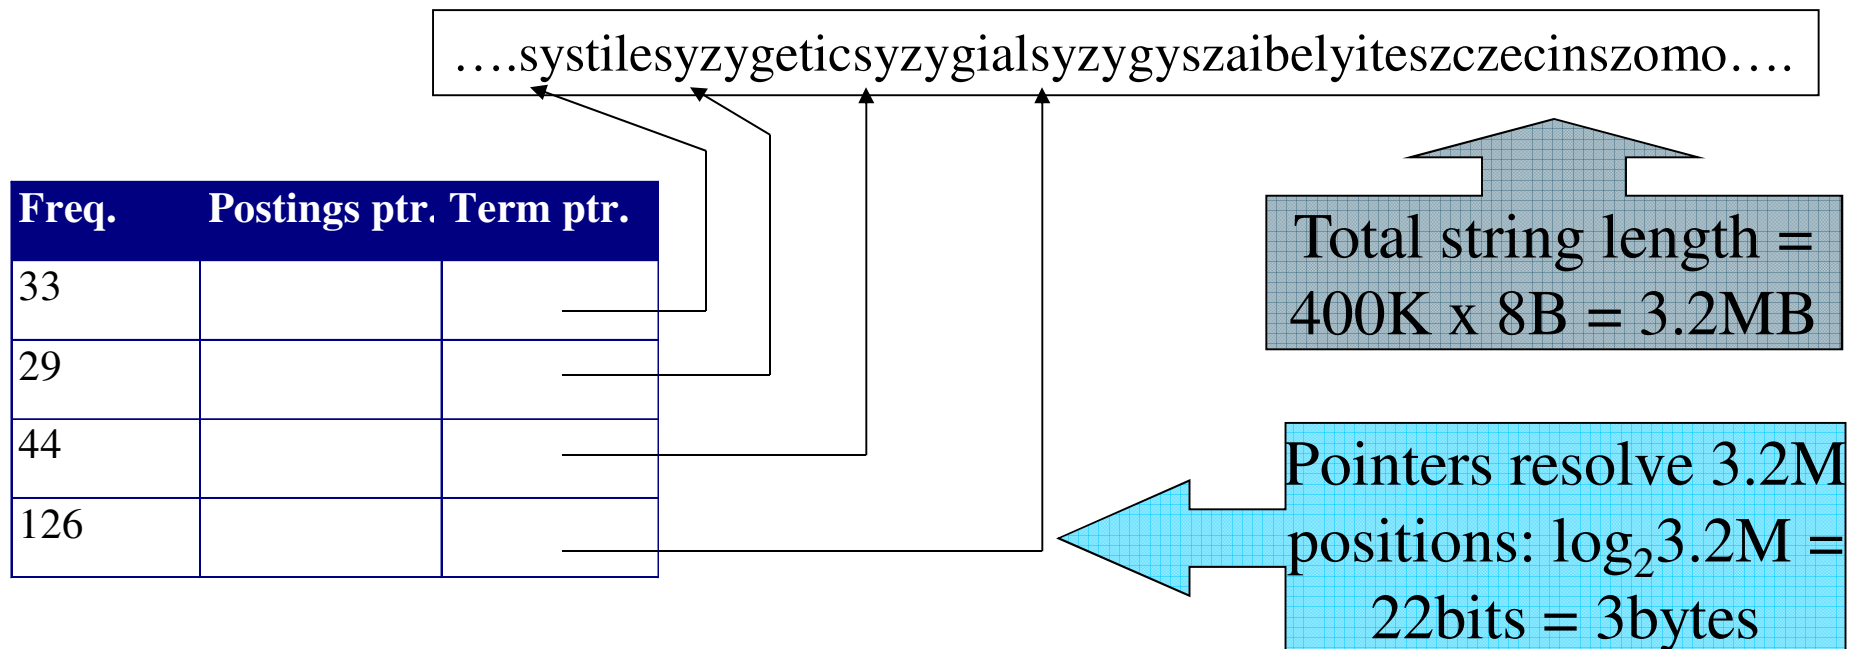 ….systilesyzygeticsyzygialsyzygyszaibelyiteszczecinszomo….
Freq. Postings ptr. Term ptr.
33
29
44
126
Total string length =
400K x 8B = 3.2MB
Pointers resolve 3.2M
positions: log₂3.2M =
22bits = 3bytes